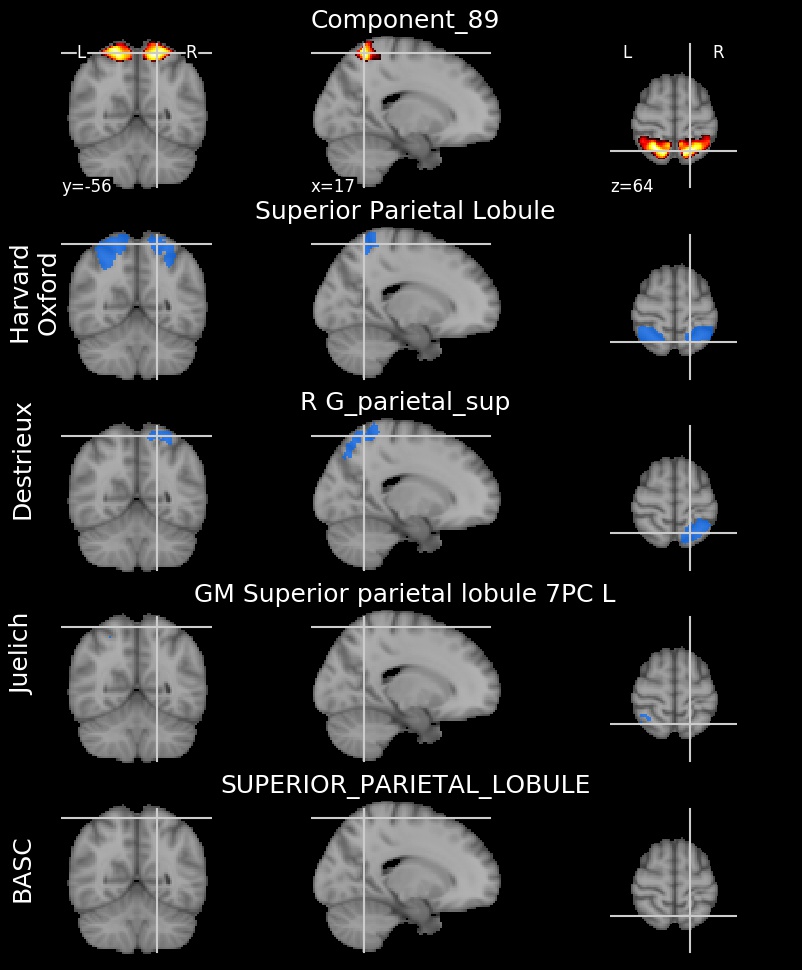 Component_89
L R
L R
y=-56
x=17
z=64
Superior Parietal Lobule
Harvard
Oxford
R G_parietal_sup
Destrieux
GM Superior parietal lobule 7PC L
Juelich
SUPERIOR_PARIETAL_LOBULE
BASC